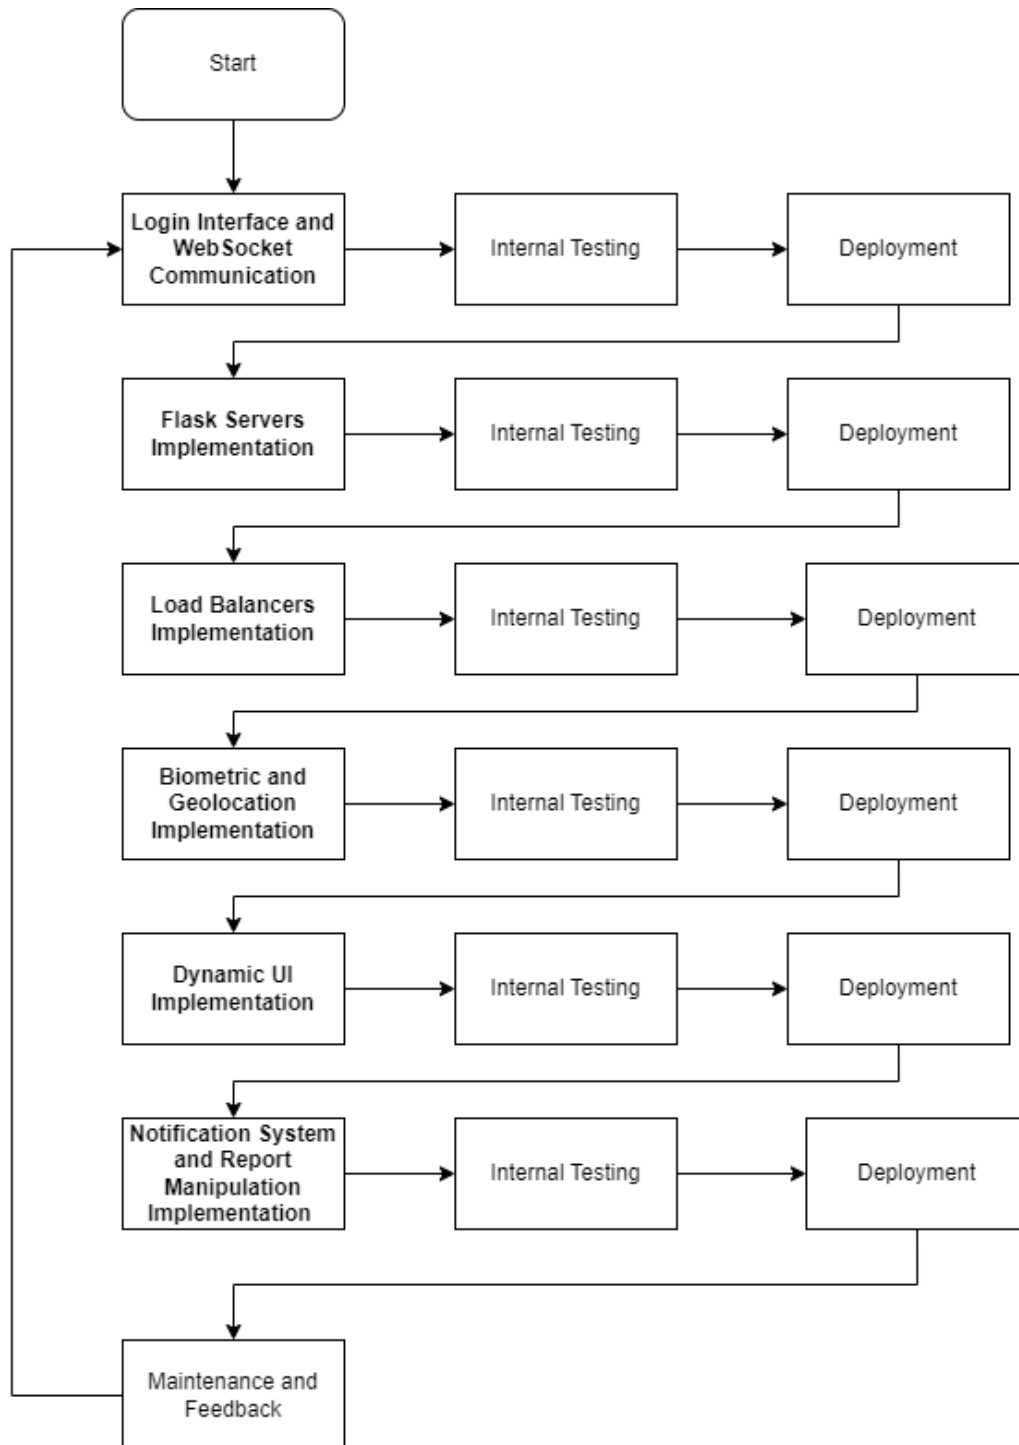 Start
Login Interface and
WebSocket
Communication
Internal Testing
Deployment
Flask Servers
Implementation
Internal Testing
Deployment
Load Balancers
Implementation
Internal Testing
Deployment
Biometric and
Geolocation
Implementation
Internal Testing
Deployment
Dynamic UI
Implementation
Internal Testing
Deployment
Notification System
and Report
Manipulation
Implementation
Internal Testing
Deployment
Maintenance and
Feedback